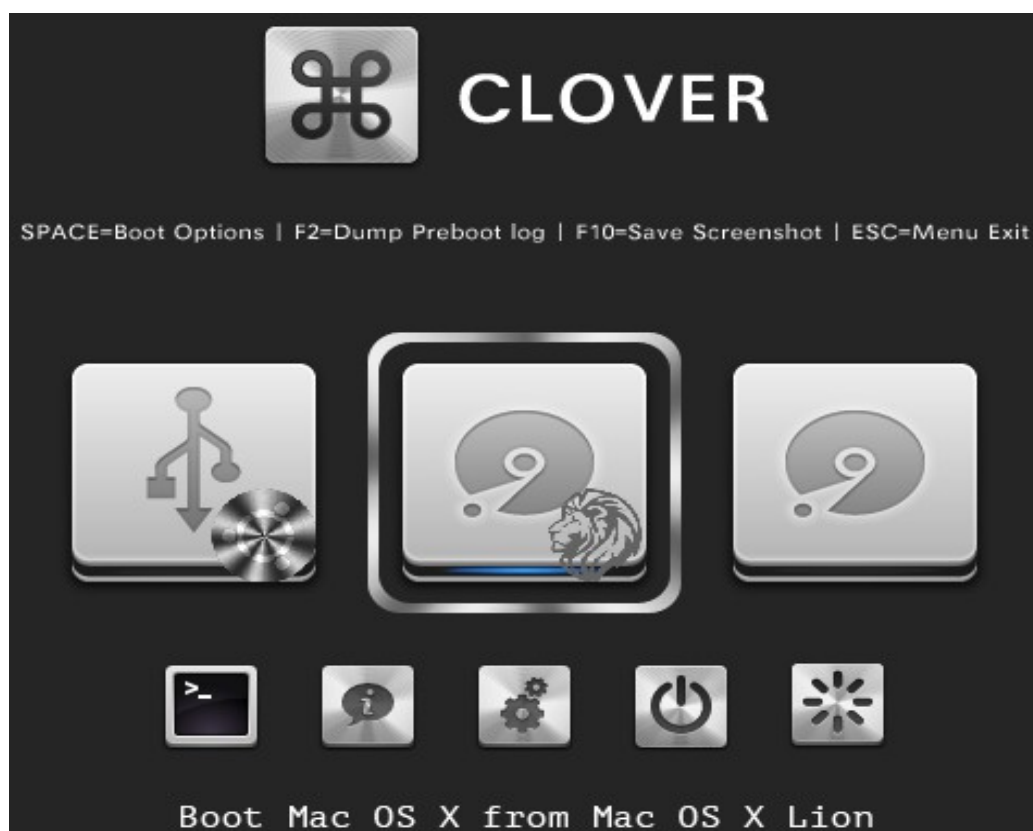 CLOVER
SPACE=Boot Options | F2=Dump Preboot log | F10=Save Screenshot | ESC=Menu Exit
>_
i
Boot Mac OS X from Mac OS X Lion